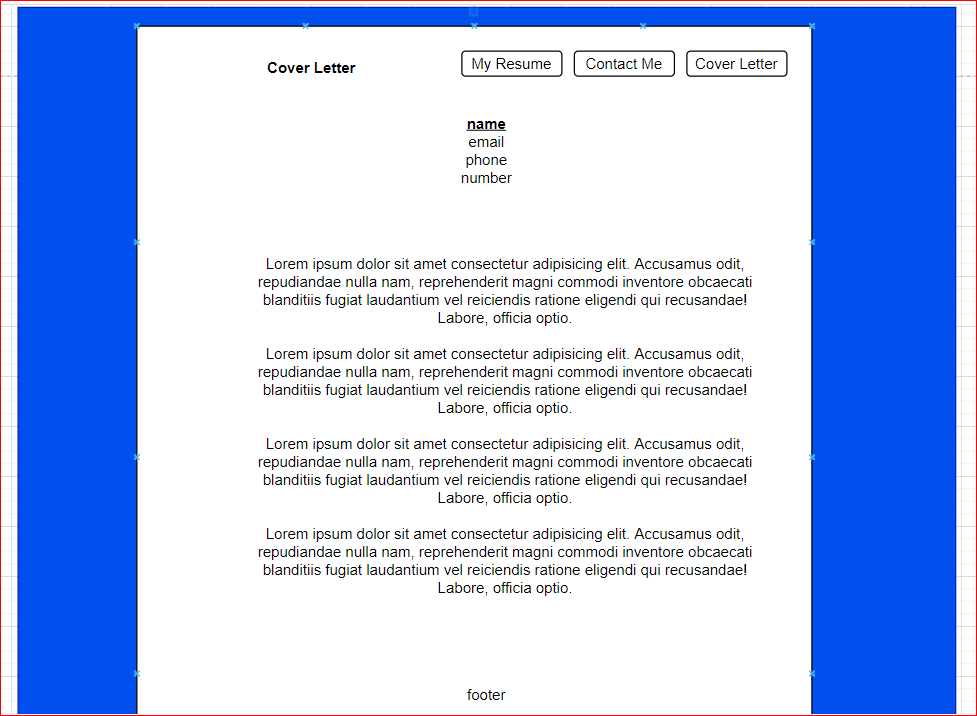 Cover Letter
My Resume
Contact Me
Cover Letter
name
email
phone
number
Lorem ipsum dolor sit amet consectetur adipisicing elit. Accusamus odit,
repudiandae nulla nam, reprehenderit magni commodi inventore obcaecati
blanditiis fugiat laudantium vel reiciendis ratione eligendi qui recusandae!
Labore, officia optio.
Lorem ipsum dolor sit amet consectetur adipisicing elit. Accusamus odit,
repudiandae nulla nam, reprehenderit magni commodi inventore obcaecati
blanditiis fugiat laudantium vel reiciendis ratione eligendi qui recusandae!
Labore, officia optio.
Lorem ipsum dolor sit amet consectetur adipisicing elit. Accusamus odit,
repudiandae nulla nam, reprehenderit magni commodi inventore obcaecati
blanditiis fugiat laudantium vel reiciendis ratione eligendi qui recusandae!
Labore, officia optio.
Lorem ipsum dolor sit amet consectetur adipisicing elit. Accusamus odit,
repudiandae nulla nam, reprehenderit magni commodi inventore obcaecati
blanditiis fugiat laudantium vel reiciendis ratione eligendi qui recusandae!
Labore, officia optio.
footer